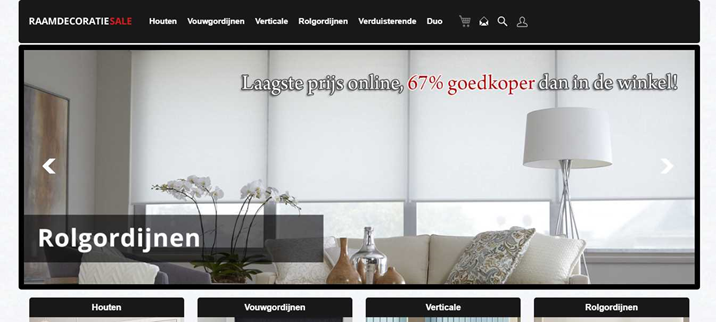 RAAMDECORATIESALE Houten Vouwgordijnen Verticale Rolgordijnen Verduisterende Duo
Laagste prijs online, 67% goedkoper dan in de winkel!
Rolgordijnen
Houten Vouwgordijnen Verticale Rolgordijnen